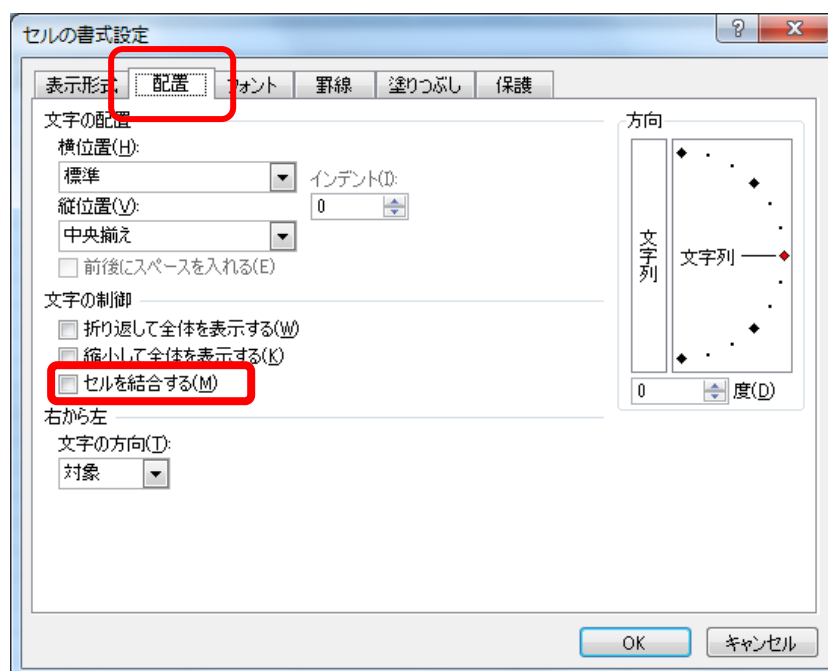 セルの書式設定
表示形式 配置 フォント 罫線 塗りつぶし 保護
文字の配置
横位置(H):
標準
インデント(I):
縦位置(V):
0
中央揃え
前後にスペースを入れる(E)
文字の制御
折り返して全体を表示する(W)
縮小して全体を表示する(K)
セルを結合する(M)
右から左
文字の方向(T):
対象
方向
文字列
文字列
0 度(D)
OK キャンセル